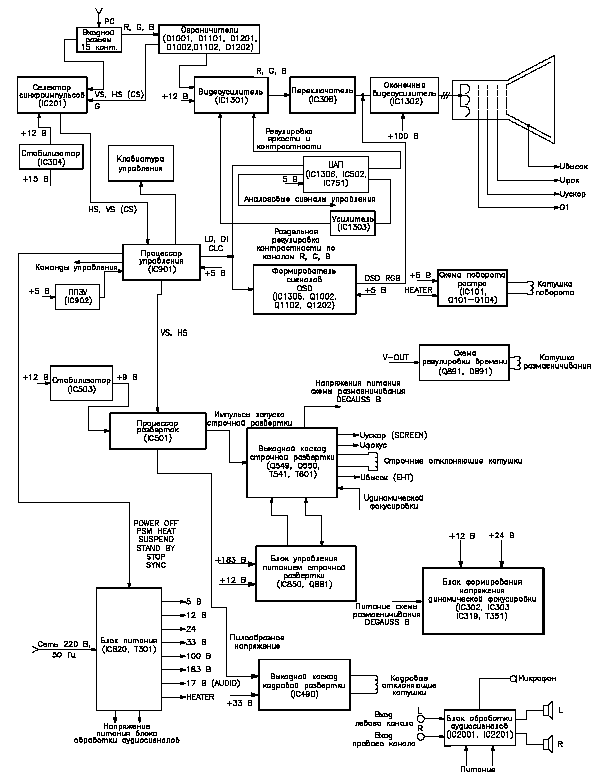 PC
Входной
разъем
15 конт.
R, G, B
Ограничители
(D1001, D1101, D1201,
D1002,D1102, D1202)
Селектор
синхроимпульсов
(IC201)
VS, HS (CS)
G
+12 В
Видеоусилитель
(IC1301)
R, G, B
Переключатель
(IC306)
Оконечный
видеоусилитель
(IC1302)
+100 В
+12 В
Стабилизатор
(IC304)
+15 В
Клавиатура
управления
Регулировка
яркости и
контрастности
ЦАП
(IC1306, IC502,
IC751)
5 В
Аналоговые сигналы управления
Усилитель
(IC1303)
Uвысок
Uфок
Uускор
G1
HS, VS (CS)
Раздельная
регулировка
контрастности по
каналам R, G, B
Процессор
управления
(IC901)
LD, DI
CLC
+5 В
Команды управления
+5 В
ППЗУ
(IC902)
Формирователь
сигналов
OSD
(IC1305, Q1002,
Q1102, Q1202)
OSD RGB
+5 В
+5 В
HEATER
Схема поворота
растра
(IC101,
Q101-Q104)
Катушка
поворота
VS, HS
V-OUT
Схема
регулировки времени
(Q891, D891)
Катушка
размагничивания
+12 В
Стабилизатор
(IC503)
+9 В
Напряжения питания
схемы размагничивания
DEGAUSS В
Процессор
разверток
(IC501)
Импульсы запуска
строчной развертки
Выходной каскад
строчной развертки
(Q549, Q550,
T541, T601)
Uускор (SCREEN)
Uфокус
Строчные отклоняющие катушки
Uвысок (EHT)
Uдинамической
фокусировки
POWER OFF
PSM HEAT
SUSPEND
STAND BY
STOP
SYNC
+183 В
+12 В
Блок управления
питанием строчной
развертки
(IC850, Q881)
+12 В
+24 В
Блок формирования
напряжения
динамической фокусировки
(IC302, IC303
IC319, T351)
Питание схемы
размагничивания
DEGAUSS В
Сеть 220 В,
50 Гц
Блок питания
(IC820, T301)
5 В
12 В
24
33 В
100 В
183 В
17 В (AUDIO)
HEATER
Пилообразное
напряжение
+33 В
Выходной каскад
кадровой развертки
(IC490)
Кадровые
отклоняющие
катушки
Напряжения
питания блока
обработки аудиосигналов
Микрофон
Вход
левого канала
L
R
Вход
правого канала
Блок обработки
аудиосигналов
(IC2001, IC2201)
L
R
Питание